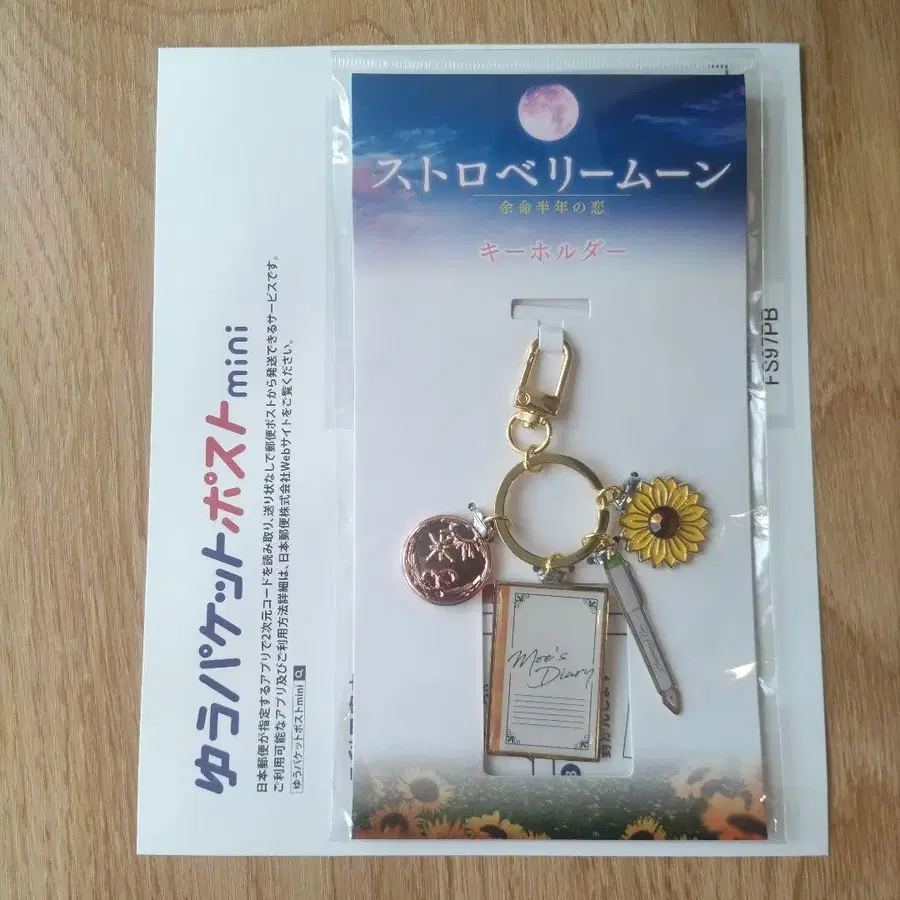 ストロベリームーン
余命半年の恋
キーホルダー
Moe's
Diary
ゆうパケットポストmini
日本郵便が指定するアプリで2次元コードを読み取り、送り状なしで郵便ポストから発送できるサービスです。
ご利用可能なアプリ及びご利用方法詳細は、日本郵便株式会社Webサイトをご覧ください。
ゆうパケットポストmini
FS97PB